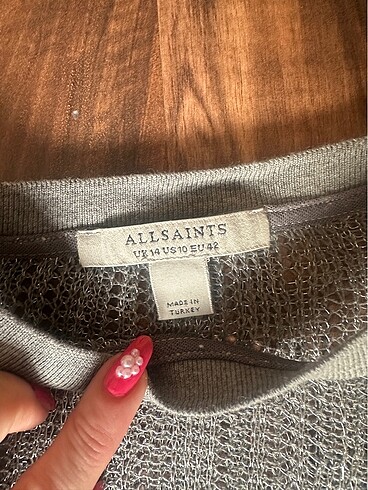 ALLSAINTS
UK 14 US 10 EU 42
MADE IN
TURKEY